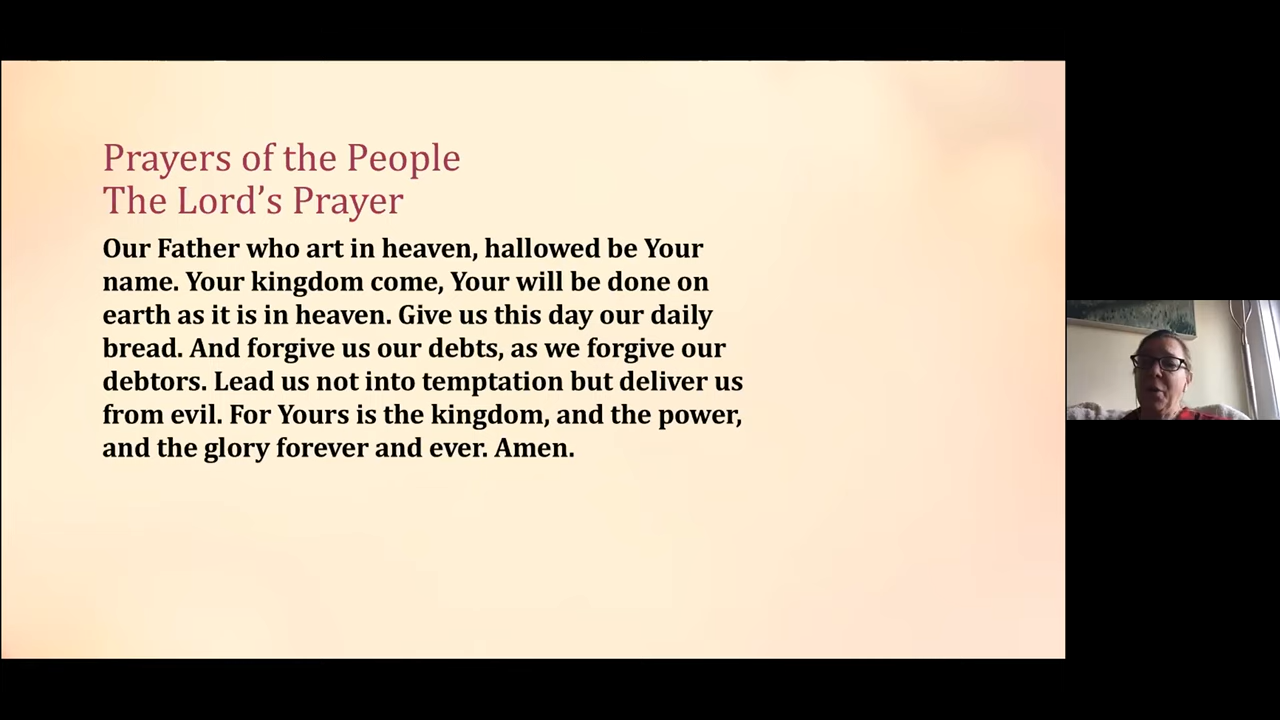 Prayers of the People
The Lord’s Prayer
Our Father who art in heaven, hallowed be Your
name. Your kingdom come, Your will be done on
earth as it is in heaven. Give us this day our daily
bread. And forgive us our debts, as we forgive our
debtors. Lead us not into temptation but deliver us
from evil. For Yours is the kingdom, and the power,
and the glory forever and ever. Amen.